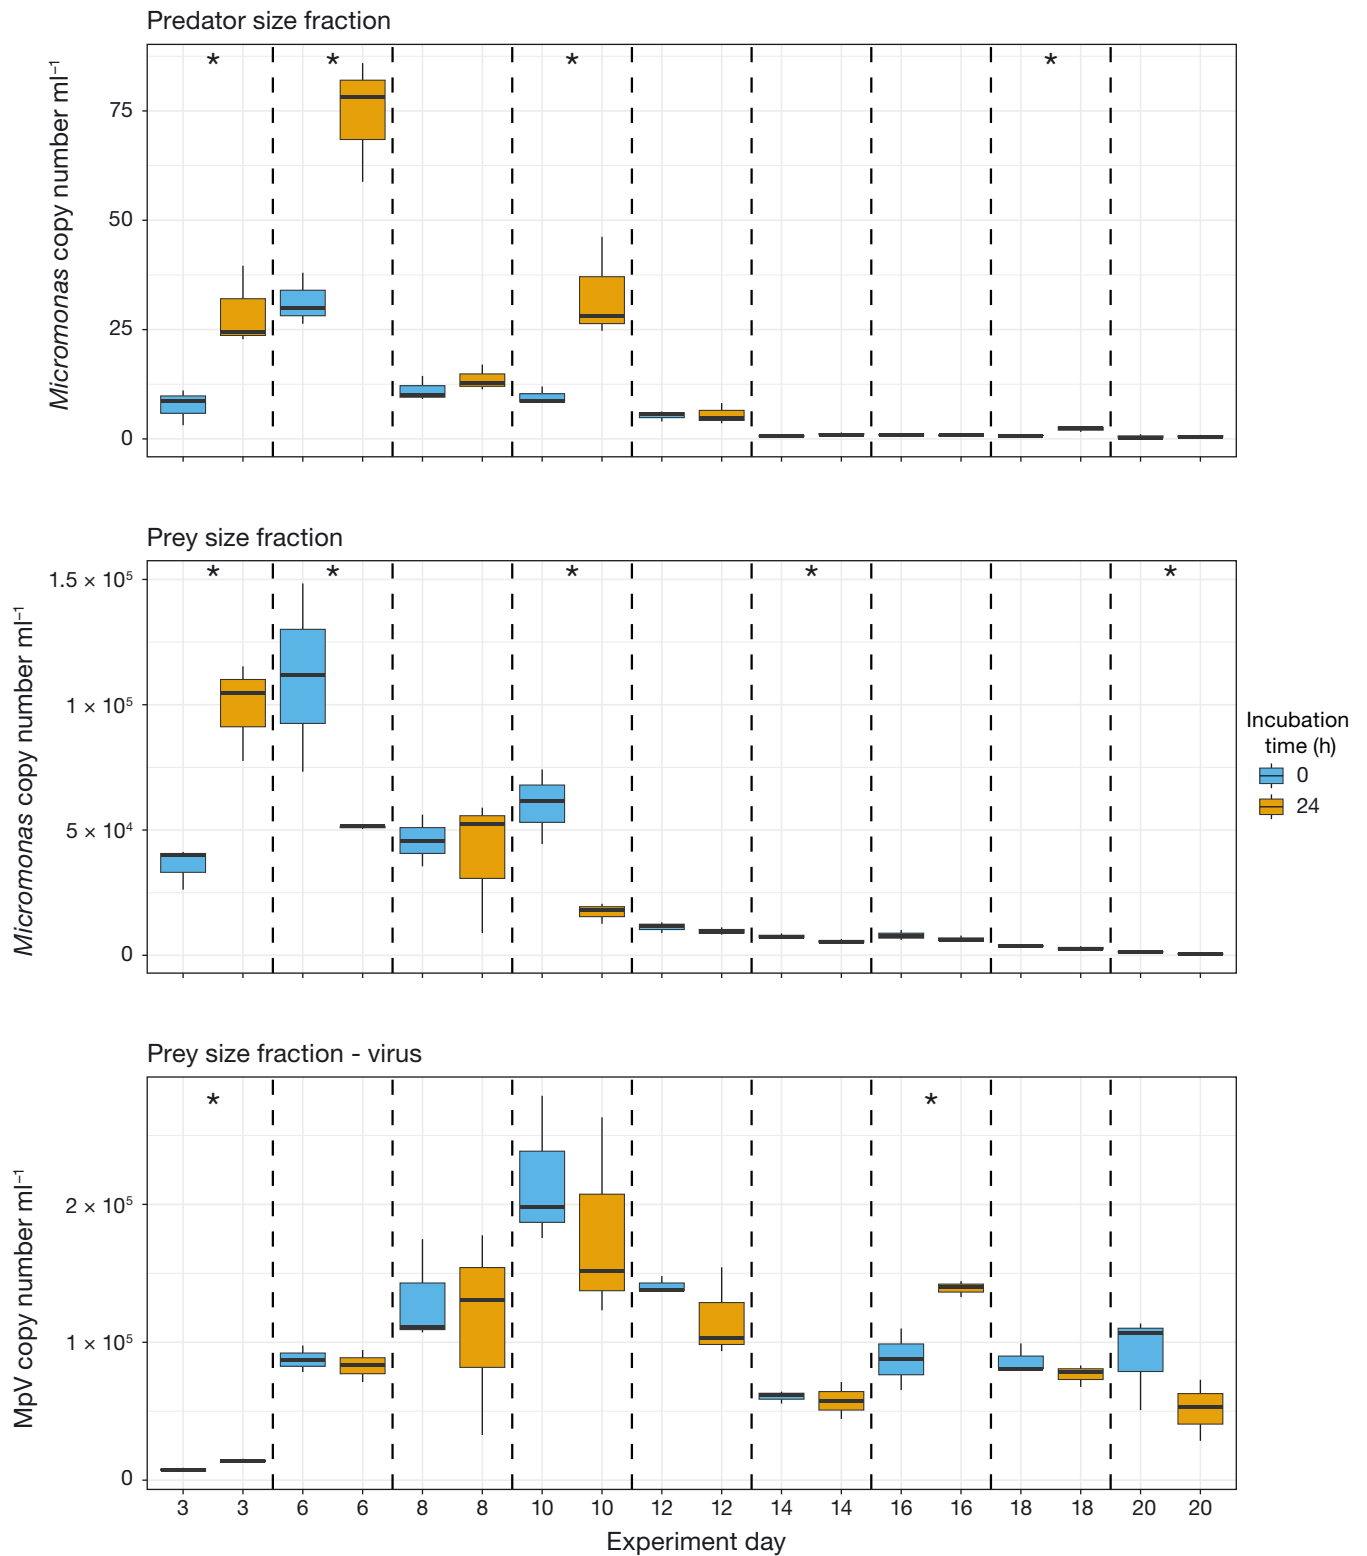 Predator size fraction
* * * *
Micromonas copy number ml⁻¹
75
50
25
0
Prey size fraction
* * * * *
Micromonas copy number ml⁻¹
1.5 × 10⁵
1 × 10⁵
5 × 10⁴
0
Incubation
time (h)
0
24
Prey size fraction - virus
* *
MpV copy number ml⁻¹
2 × 10⁵
1 × 10⁵
0
3 3 6 6 8 8 10 10 12 12 14 14 16 16 18 18 20 20
Experiment day